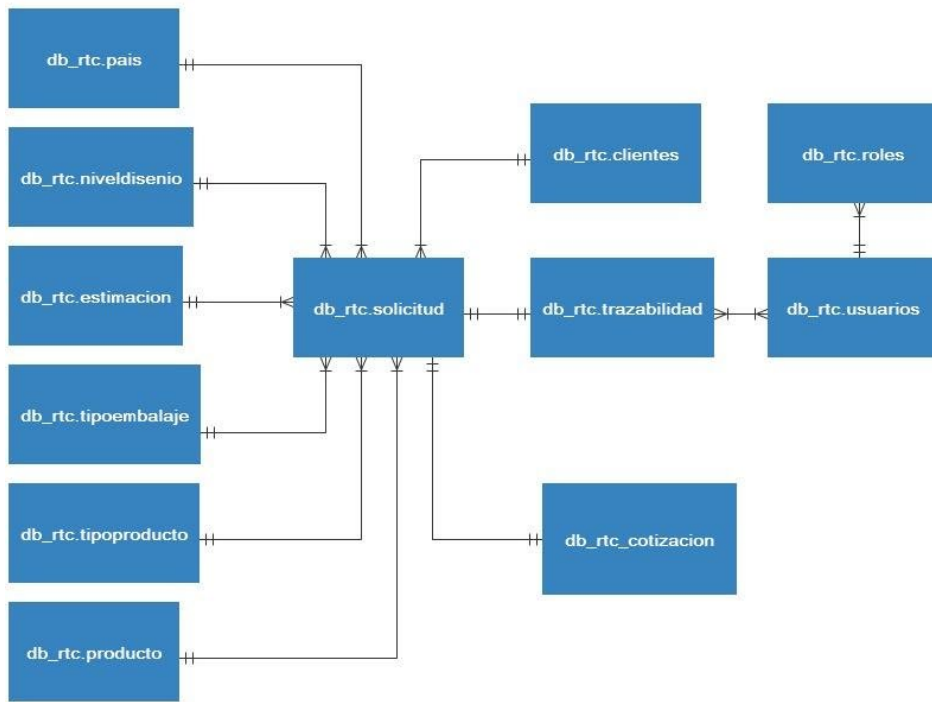 db_rtc.pais
db_rtc.niveldisenio
db_rtc.estimacion
db_rtc.tipoembalaje
db_rtc.tipoproducto
db_rtc.producto
db_rtc.solicitud
db_rtc.clientes
db_rtc.trazabilidad
db_rtc_cotizacion
db_rtc.roles
db_rtc.usuarios